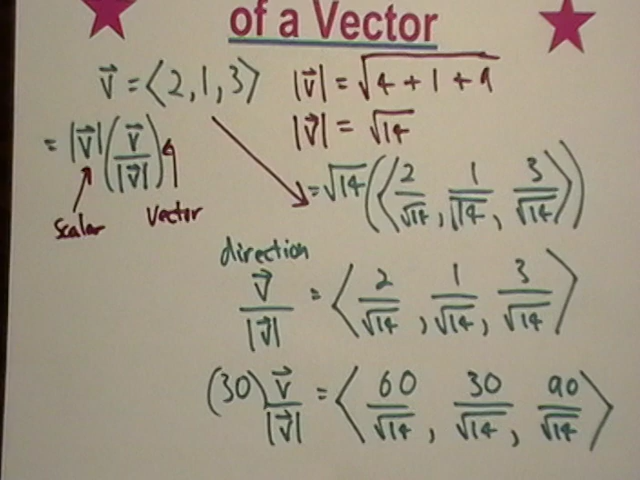 of a Vector
v⃗ = ⟨2, 1, 3⟩
= |v⃗| (v⃗/|v⃗|)
scalar vector
|v⃗| = √(4 + 1 + 9)
|v⃗| = √14
= √14 (⟨2/√14, 1/√14, 3/√14⟩)
direction
v⃗/|v⃗| = ⟨2/√14, 1/√14, 3/√14⟩
(30) v⃗/|v⃗| = ⟨60/√14, 30/√14, 90/√14⟩